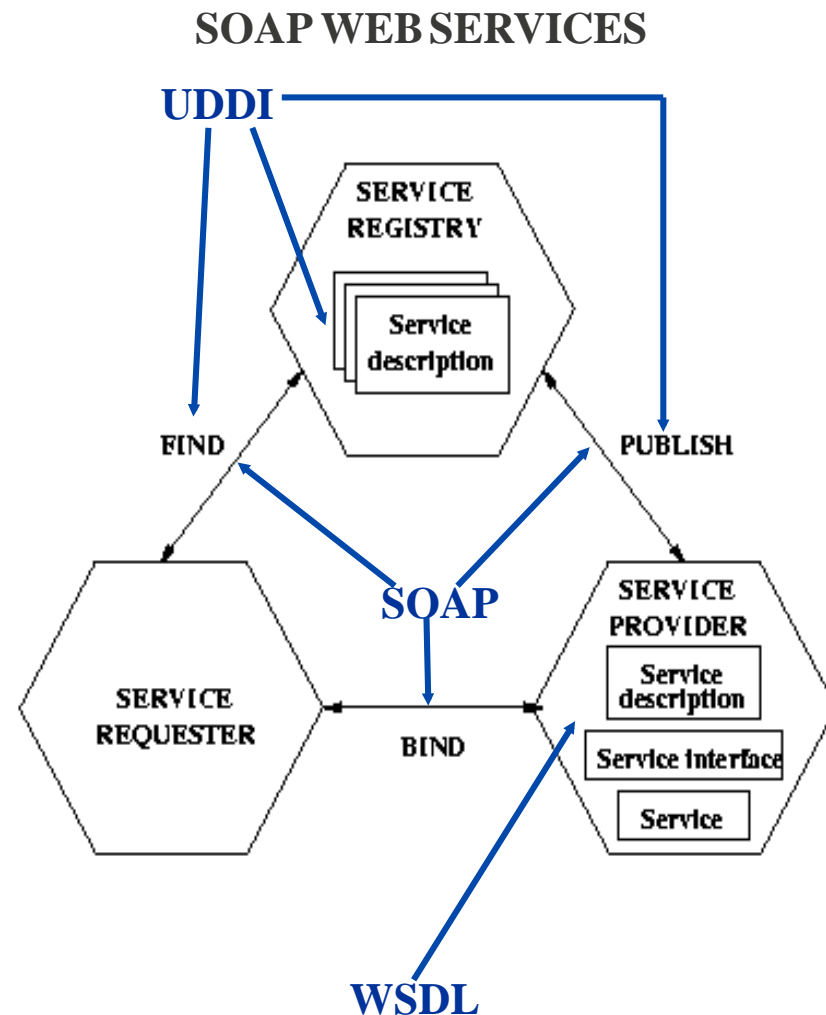 SOAP WEB SERVICES
UDDI
SERVICE
REGISTRY
Service
description
FIND
PUBLISH
SOAP
SERVICE
REQUESTER
BIND
SERVICE
PROVIDER
Service
description
Service interface
Service
WSDL